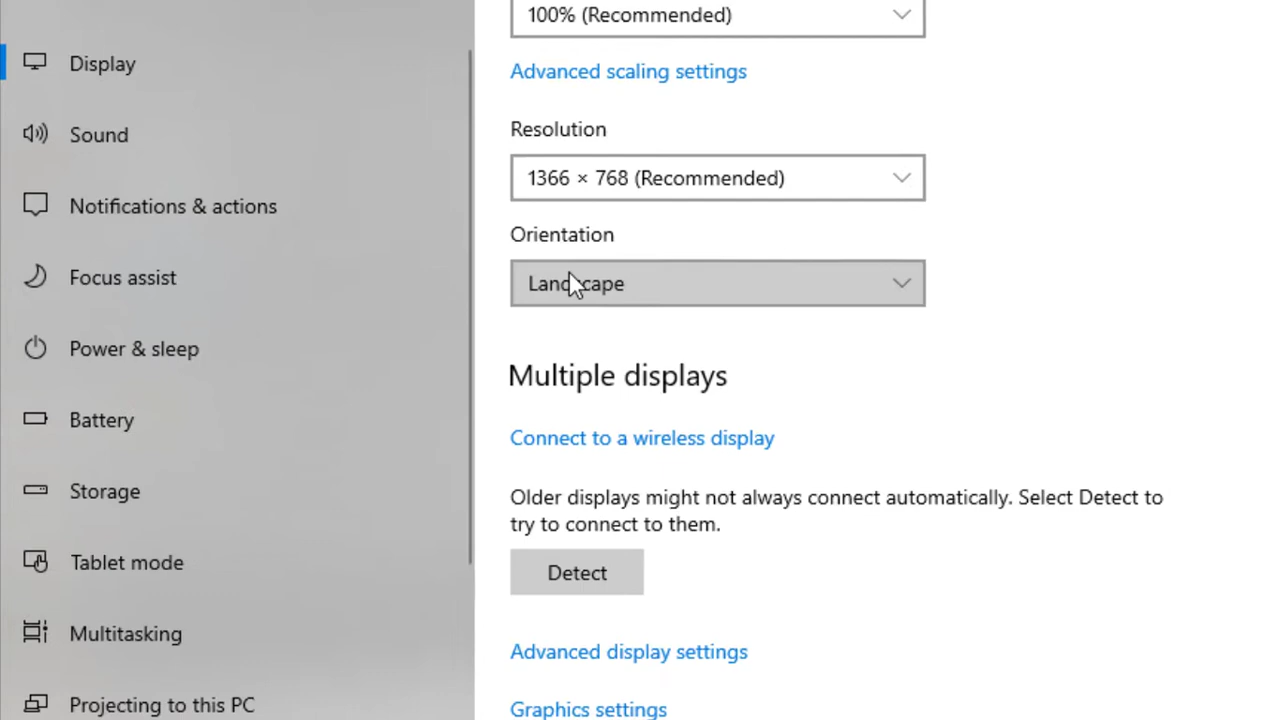 Display
Sound
Notifications & actions
Focus assist
Power & sleep
Battery
Storage
Tablet mode
Multitasking
Projecting to this PC
100% (Recommended)
Advanced scaling settings
Resolution
1366 × 768 (Recommended)
Orientation
Landscape
Multiple displays
Connect to a wireless display
Older displays might not always connect automatically. Select Detect to
try to connect to them.
Detect
Advanced display settings
Graphics settings